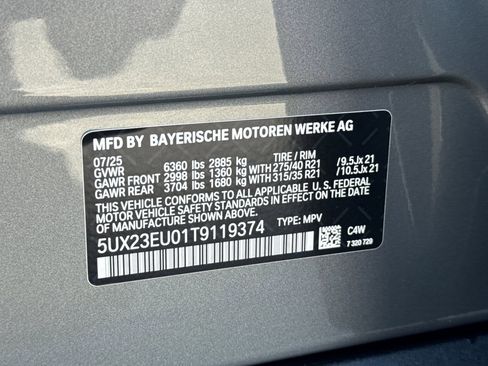 MFD BY BAYERISCHE MOTOREN WERKE AG
07/25 TIRE / RIM
GVWR 6360 lbs 2885 kg
GAWR FRONT 2998 lbs 1360 kg WITH 275/40 R21 /9.5Jx21
GAWR REAR 3704 lbs 1680 kg WITH 315/35 R21 /10.5Jx21
THIS VEHICLE CONFORMS TO ALL APPLICABLE U.S. FEDERAL
MOTOR VEHICLE SAFETY STANDARDS IN EFFECT ON THE
DATE OF MANUFACTURE SHOWN ABOVE.
5UX23EU01T9119374 TYPE: MPV
C4W
7 320 729